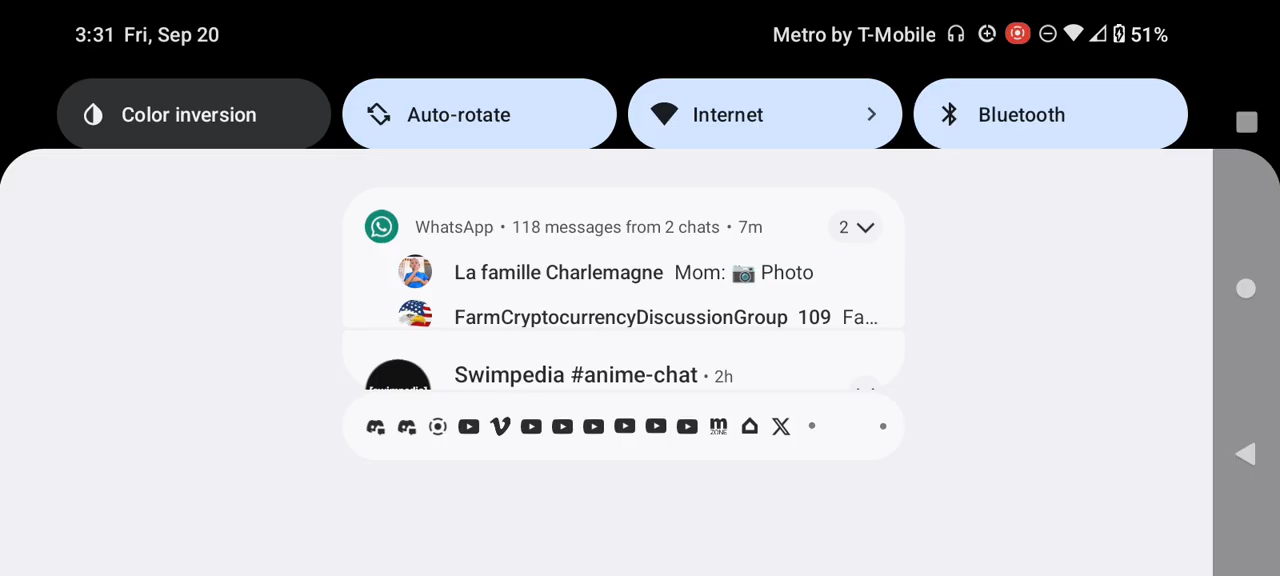 3:31 Fri, Sep 20
Metro by T-Mobile 51%
Color inversion
Auto-rotate
Internet
Bluetooth
WhatsApp • 118 messages from 2 chats • 7m
2
La famille Charlemagne Mom: 📷 Photo
FarmCryptocurrencyDiscussionGroup 109 Fa...
Swimpedia #anime-chat • 2h
m
ZONE